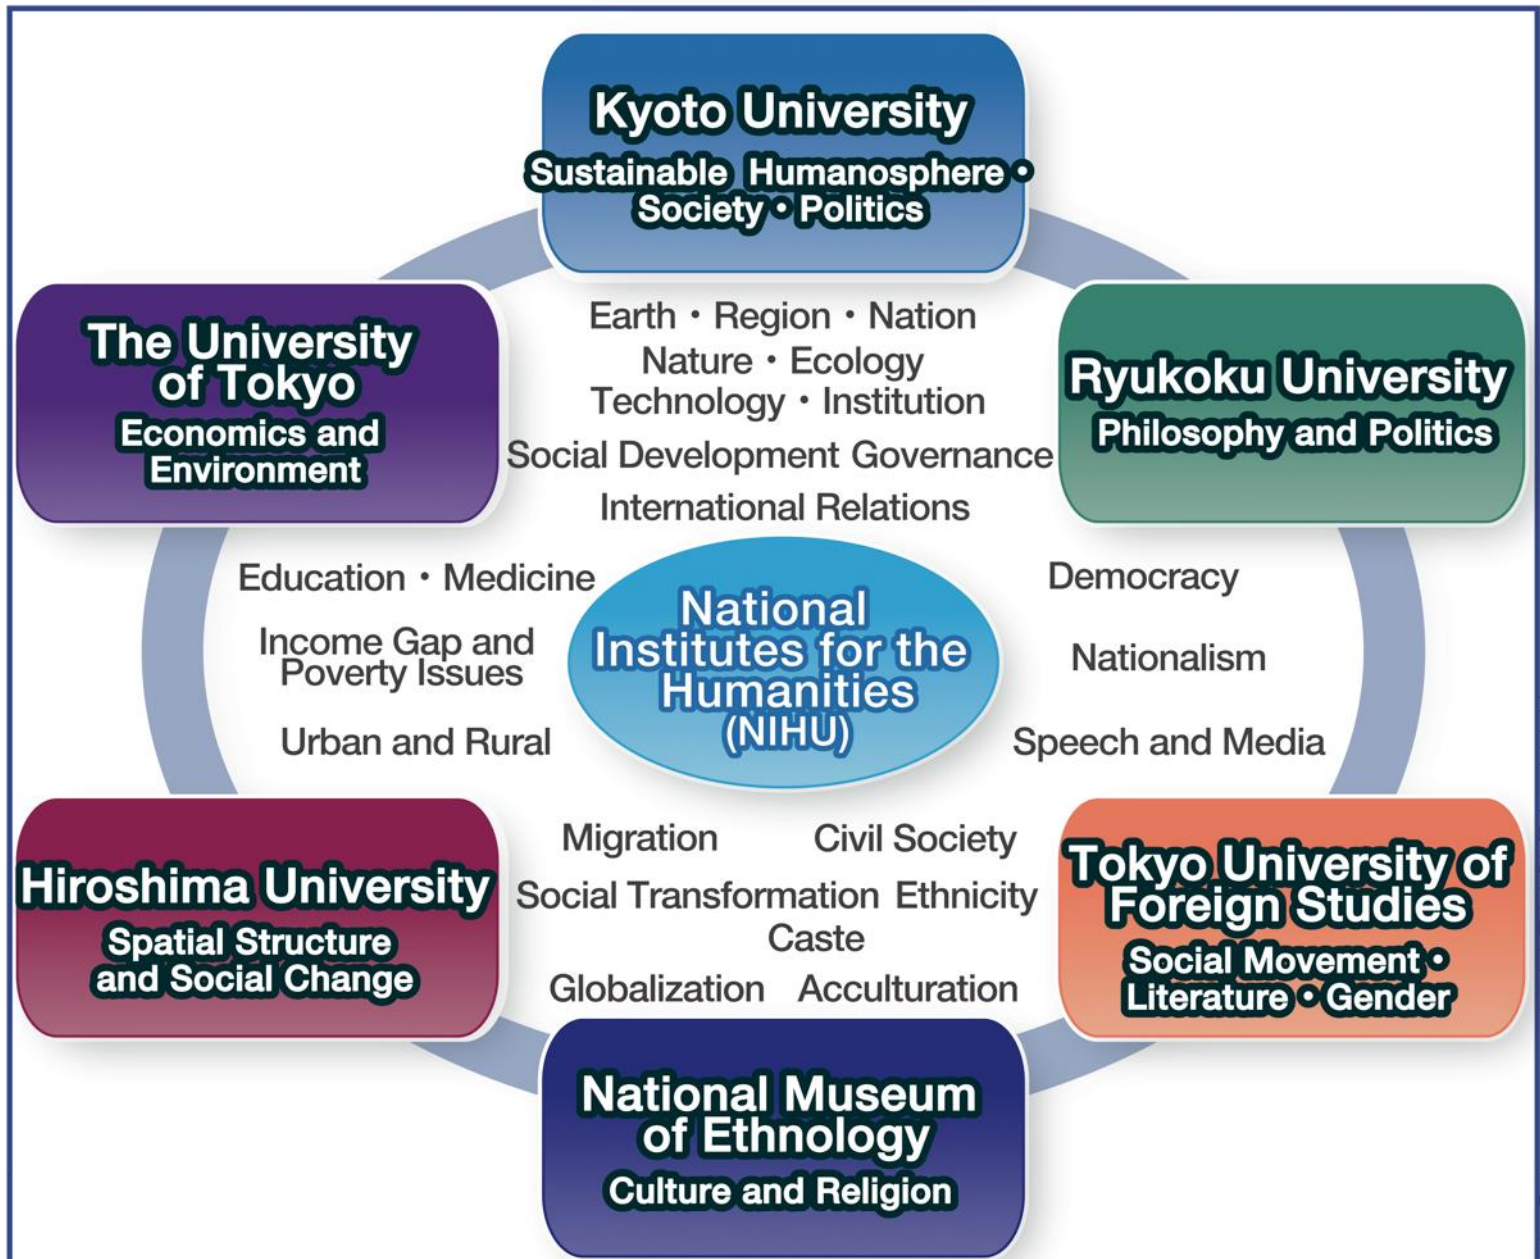 Kyoto University
Sustainable Humanosphere •
Society • Politics
The University
of Tokyo
Economics and
Environment
Earth・Region・Nation
Nature・Ecology
Technology・Institution
Social Development Governance
International Relations
Ryukoku University
Philosophy and Politics
Education・Medicine
Income Gap and
Poverty Issues
Urban and Rural
National
Institutes for the
Humanities
(NIHU)
Democracy
Nationalism
Speech and Media
Hiroshima University
Spatial Structure
and Social Change
Migration Civil Society
Social Transformation Ethnicity
Caste
Globalization Acculturation
Tokyo University of
Foreign Studies
Social Movement •
Literature • Gender
National Museum
of Ethnology
Culture and Religion